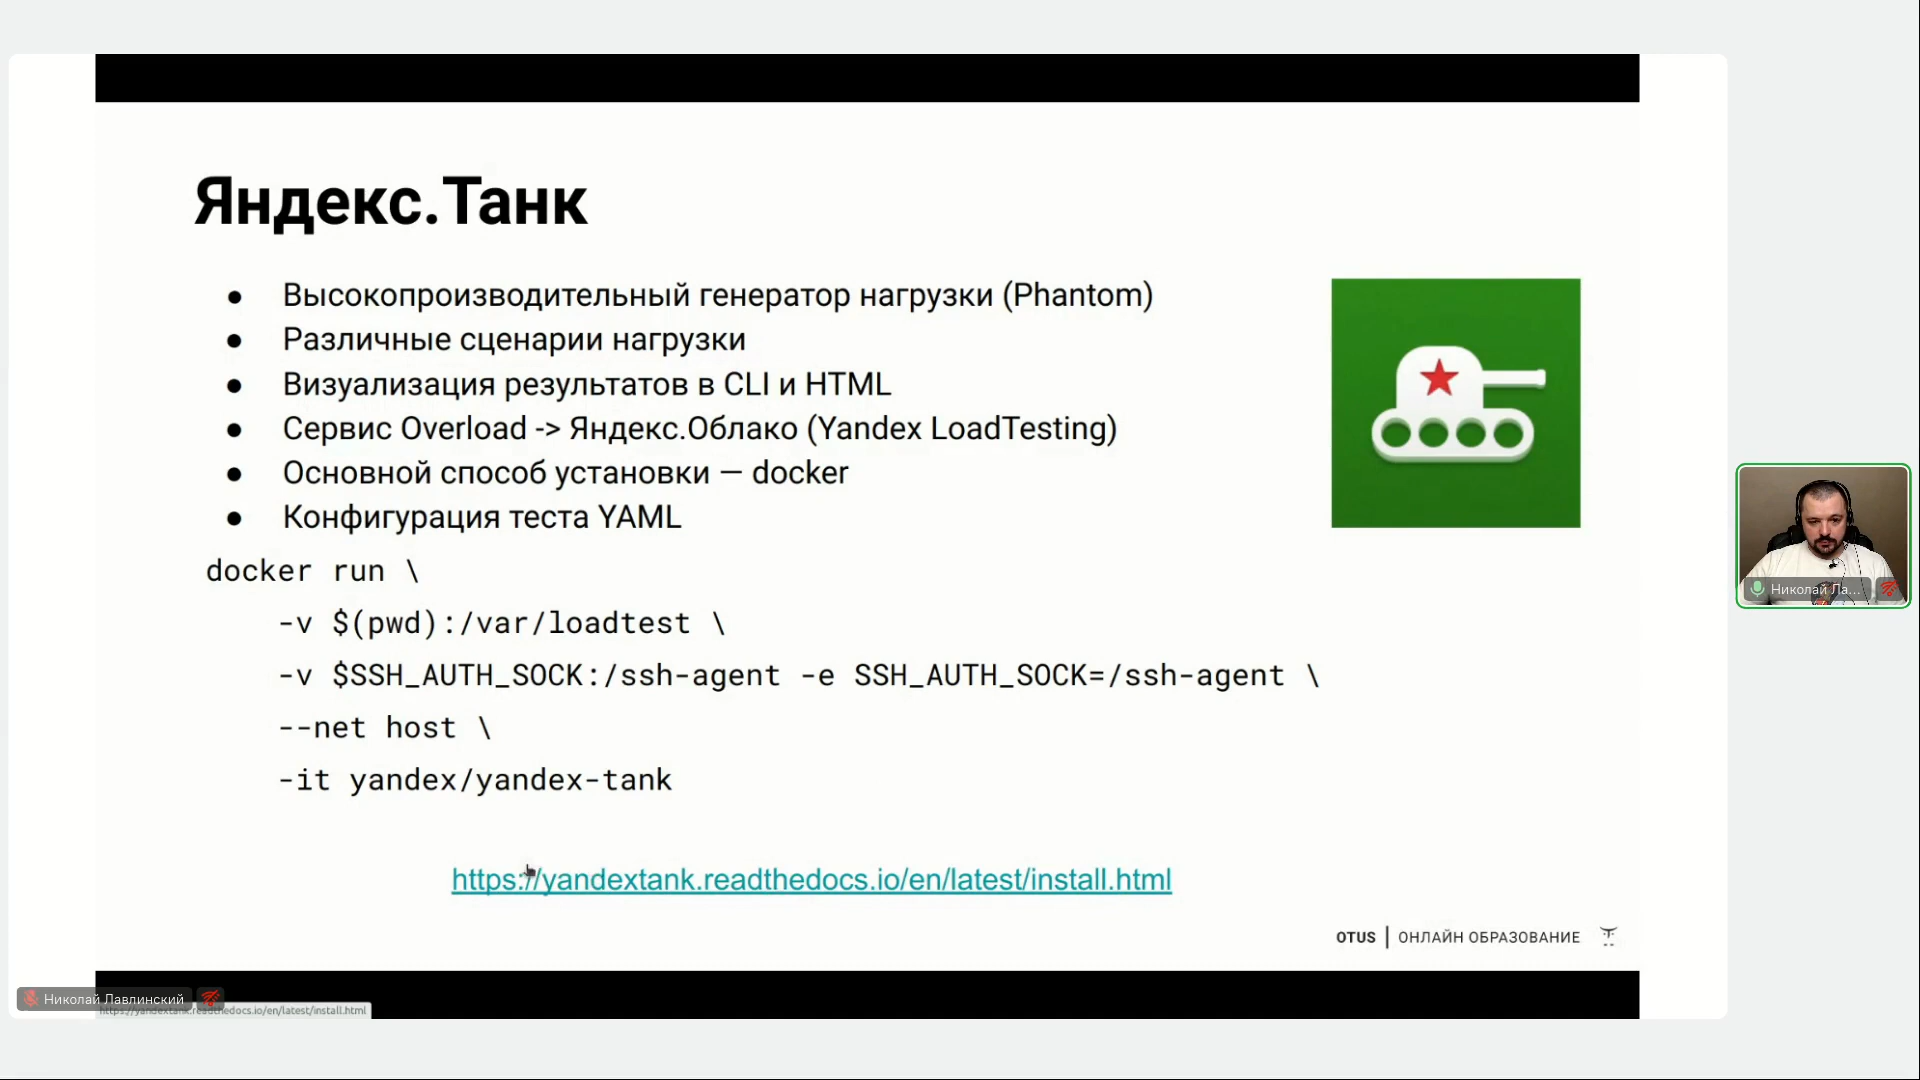 Яндекс.Танк
● Высокопроизводительный генератор нагрузки (Phantom)
● Различные сценарии нагрузки
● Визуализация результатов в CLI и HTML
● Сервис Overload -> Яндекс.Облако (Yandex LoadTesting)
● Основной способ установки — docker
● Конфигурация теста YAML
docker run \
-v $(pwd):/var/loadtest \
-v $SSH_AUTH_SOCK:/ssh-agent -e SSH_AUTH_SOCK=/ssh-agent \
--net host \
-it yandex/yandex-tank
https://yandextank.readthedocs.io/en/latest/install.html
OTUS | ОНЛАЙН ОБРАЗОВАНИЕ
Николай Ла...
Николай Лавлинский
https://yandextank.readthedocs.io/en/latest/install.html